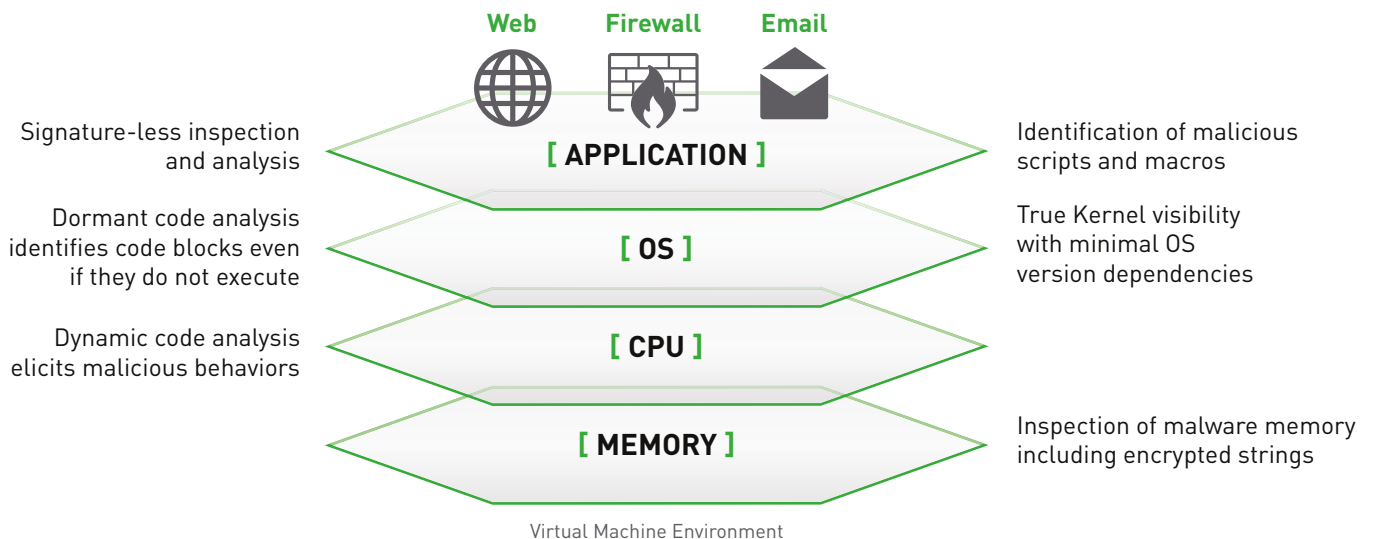 Web
Firewall
Email
Signature-less inspection
and analysis
[ APPLICATION ]
Identification of malicious
scripts and macros
Dormant code analysis
identifies code blocks even
if they do not execute
[ OS ]
True Kernel visibility
with minimal OS
version dependencies
Dynamic code analysis
elicits malicious behaviors
[ CPU ]
[ MEMORY ]
Inspection of malware memory
including encrypted strings
Virtual Machine Environment